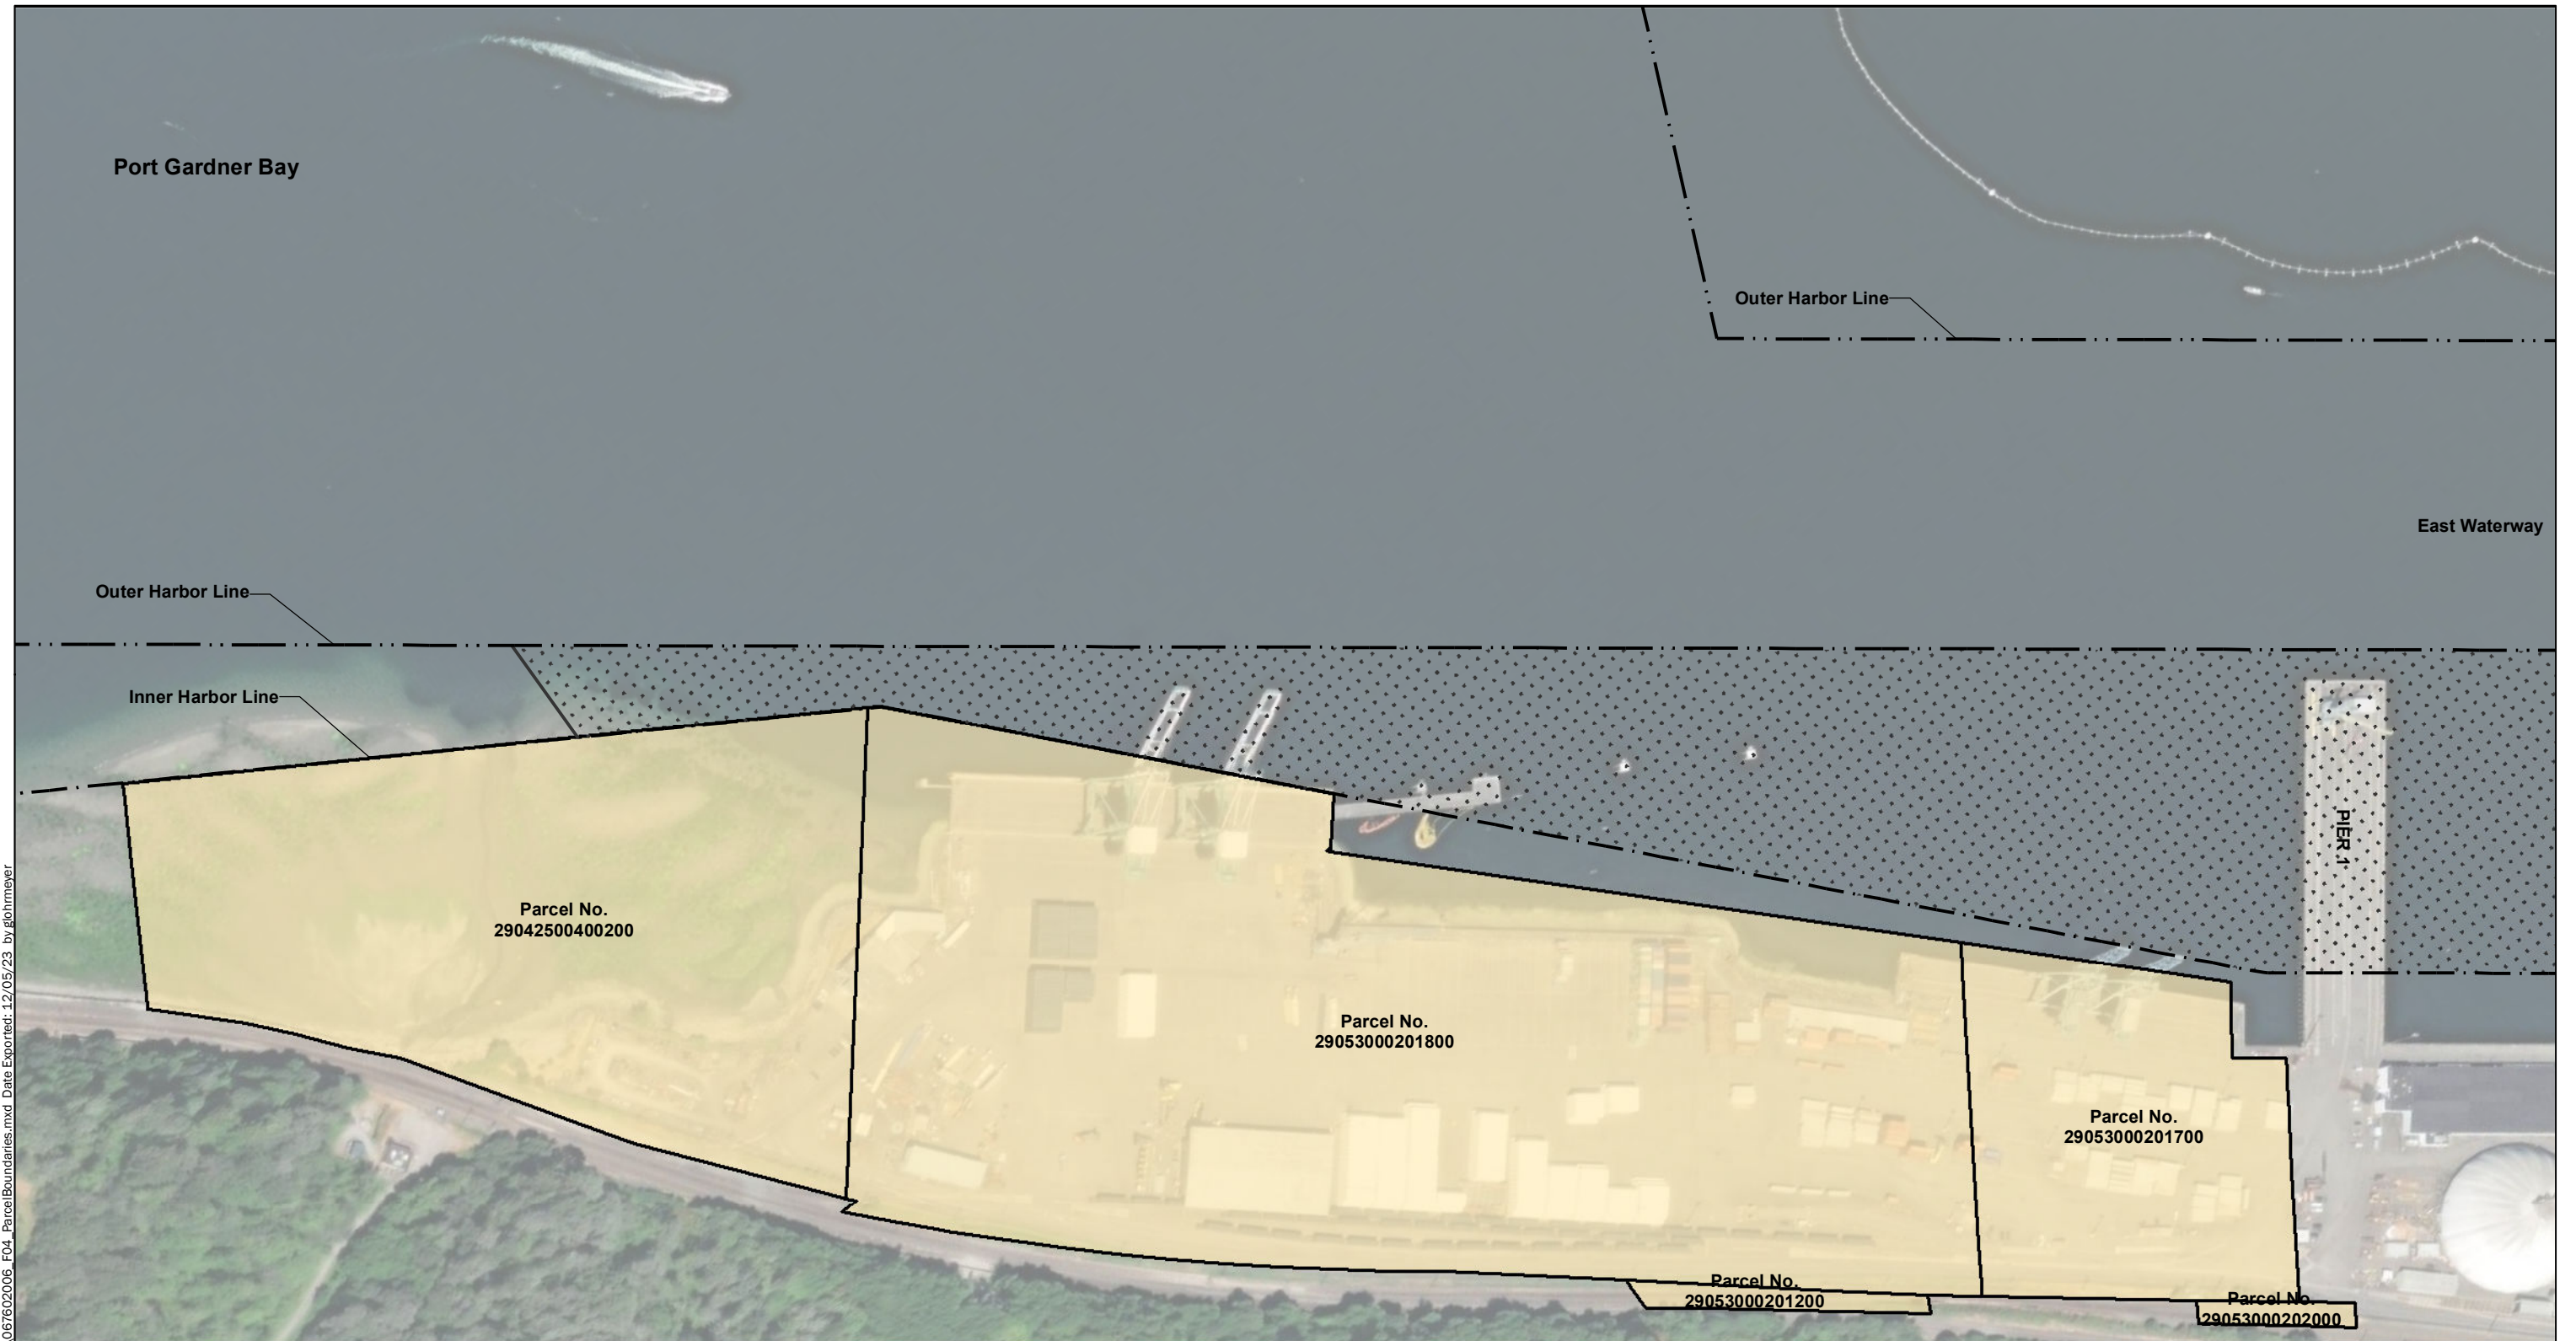 Port Gardner Bay
Outer Harbor Line
East Waterway
Outer Harbor Line
Inner Harbor Line
PIER 1
Parcel No.
29042500400200
Parcel No.
29053000201800
Parcel No.
29053000201700
Parcel No.
29053000201200
Parcel No.
29053000202000
067602006_F04_ParcelBoundaries.mxd Date Exported: 12/05/23 by glohrmeyer